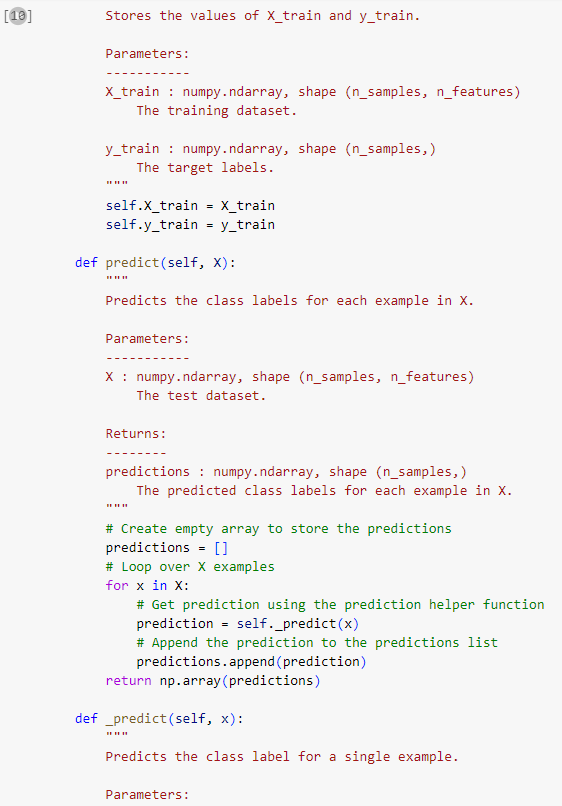 [10]
Stores the values of X_train and y_train.
Parameters:
-----------
X_train : numpy.ndarray, shape (n_samples, n_features)
The training dataset.
y_train : numpy.ndarray, shape (n_samples,)
The target labels.
"""
self.X_train = X_train
self.y_train = y_train
def predict(self, X):
"""
Predicts the class labels for each example in X.
Parameters:
-----------
X : numpy.ndarray, shape (n_samples, n_features)
The test dataset.
Returns:
--------
predictions : numpy.ndarray, shape (n_samples,)
The predicted class labels for each example in X.
"""
# Create empty array to store the predictions
predictions = []
# Loop over X examples
for x in X:
# Get prediction using the prediction helper function
prediction = self._predict(x)
# Append the prediction to the predictions list
predictions.append(prediction)
return np.array(predictions)
def _predict(self, x):
"""
Predicts the class label for a single example.
Parameters: